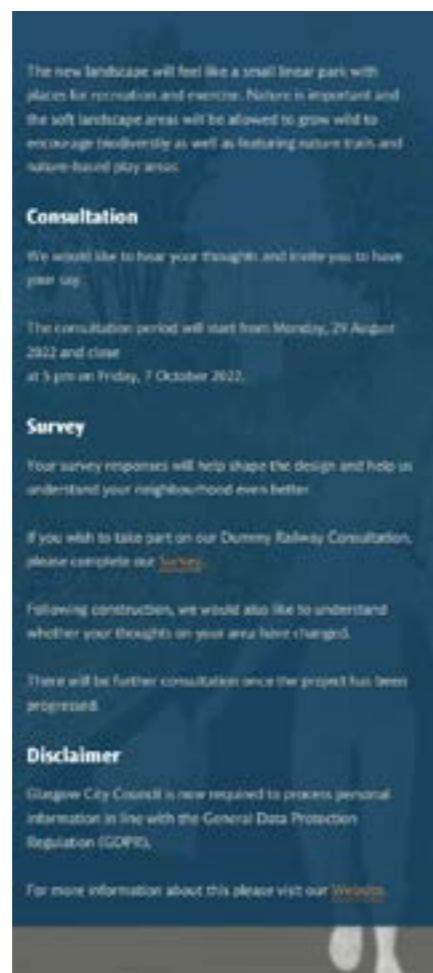 The new landscape will feel like a small linear park with
places for recreation and exercise. Nature is important and
the soft landscape areas will be allowed to grow wild to
encourage biodiversity as well as featuring nature trails and
nature-based play areas.
Consultation
We would like to hear your thoughts and invite you to have
your say.
The consultation period will start from Monday, 29 August
2022 and close
at 5 pm on Friday, 7 October 2022.
Survey
Your survey responses will help shape the design and help us
understand your neighbourhood even better.
If you wish to take part on our Dummy Railway Consultation,
please complete our Survey.
Following construction, we would also like to understand
whether your thoughts on your area have changed.
There will be further consultation once the project has been
progressed.
Disclaimer
Glasgow City Council is now required to process personal
information in line with the General Data Protection
Regulation (GDPR).
For more information about this please visit our Website.